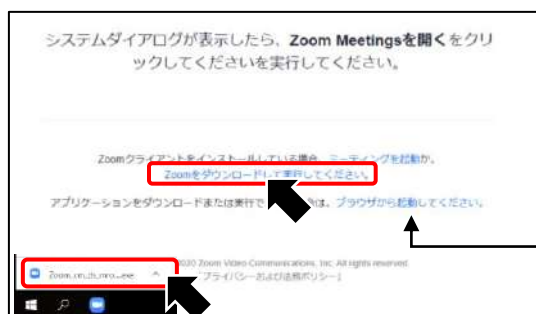 システムダイアログが表示したら、Zoom Meetingsを開くをクリ
ックしてくださいを実行してください。
Zoomクライアントをインストールしている場合、ミーティングを起動か、
Zoomをダウンロードして実行してください。
アプリケーションをダウンロードまたは実行で は、ブラウザから起動してください。
2020 Zoom Video Communications, Inc. All rights reserved.
「プライバシーおよび法務ポリシー」